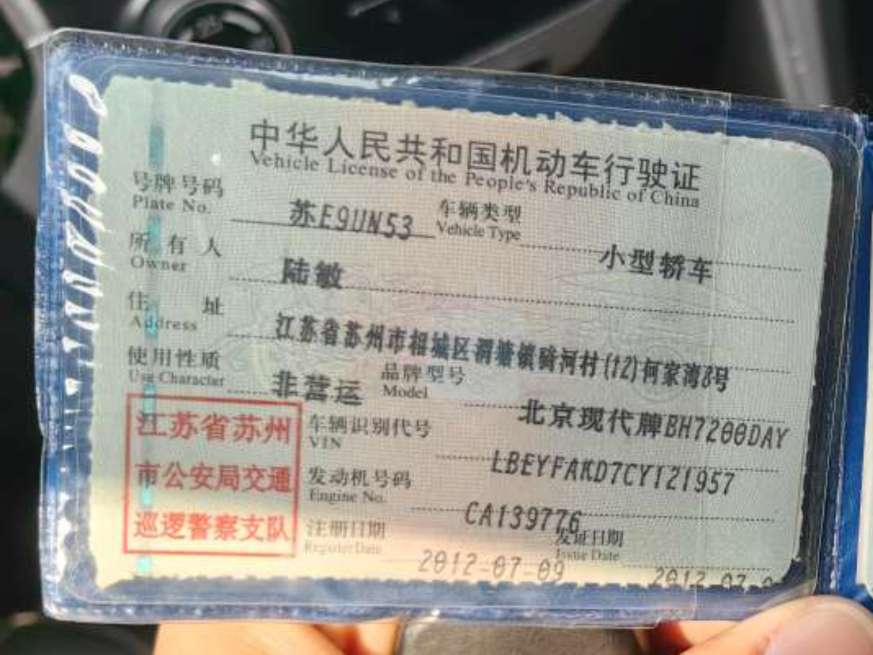 中华人民共和国机动车行驶证
Vehicle License of the People's Republic of China
号牌号码 苏E9UN53 车辆类型 小型轿车
Plate No. Vehicle Type
所有人 陆敏
Owner
住址 江苏省苏州市相城区渭塘镇骑河村(12)何家湾8号
Address
使用性质 非营运 品牌型号 北京现代牌BH7200DAY
Use Character Model
江苏省苏州 车辆识别代号 LBEYFAKD7CY121957
VIN
市公安局交通 发动机号码 CA139776
Engine No.
巡逻警察支队 注册日期 2012-07-09 发证日期 2012-07-0
Register Date Issue Date